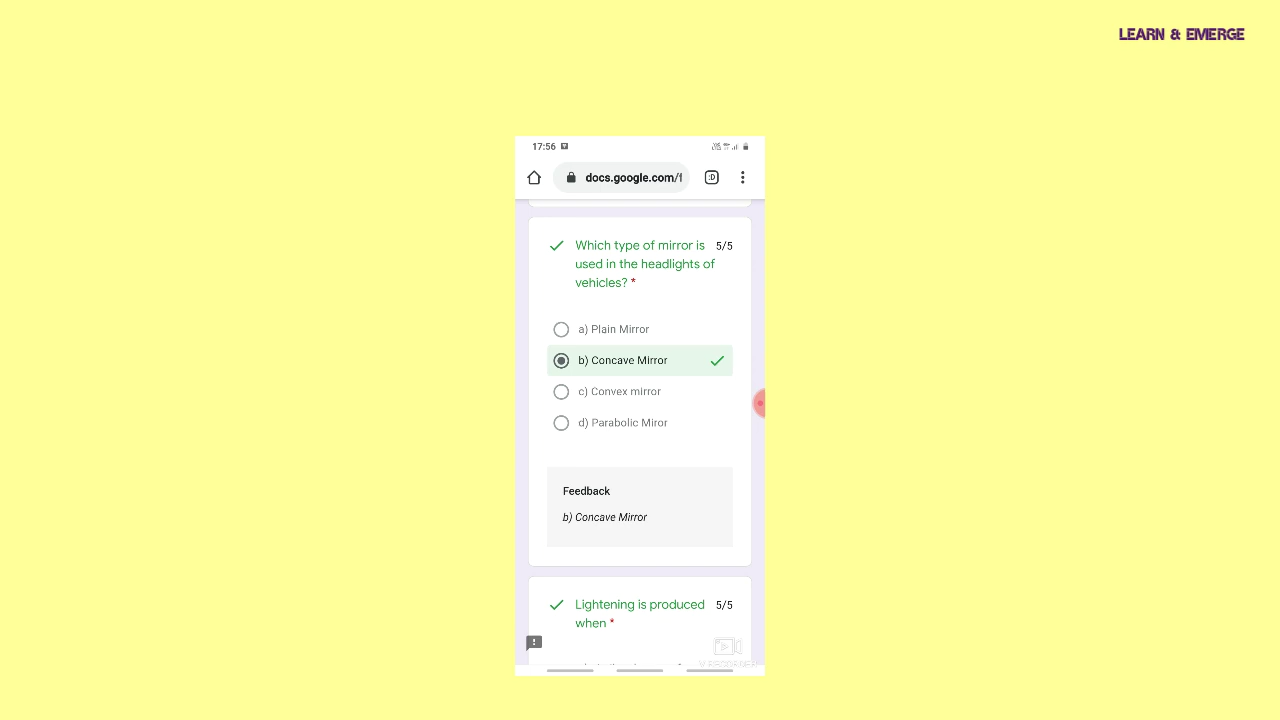 LEARN & EMERGE
17:56
docs.google.com/f
:D
Which type of mirror is 5/5
used in the headlights of
vehicles? *
a) Plain Mirror
b) Concave Mirror
c) Convex mirror
d) Parabolic Miror
Feedback
b) Concave Mirror
Lightening is produced 5/5
when *
V RECORDER